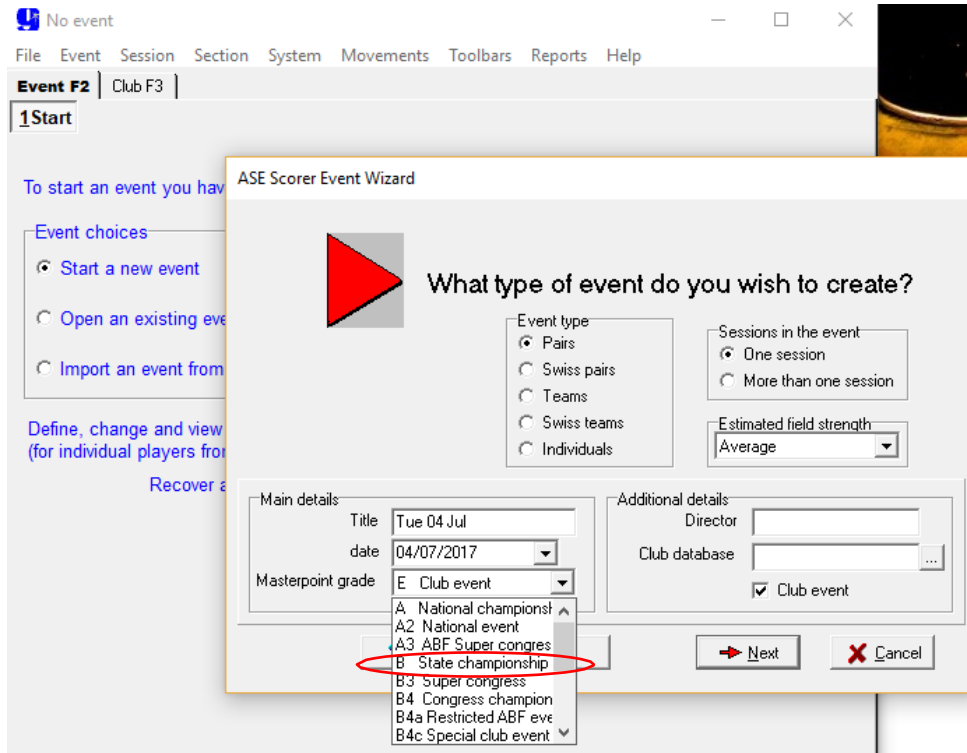 No event
File Event Session Section System Movements Toolbars Reports Help
Event F2 Club F3
1Start
To start an event you hav
Event choices
Start a new event
Open an existing eve
Import an event from
Define, change and view
(for individual players from
Recover a
ASE Scorer Event Wizard
What type of event do you wish to create?
Event type
Pairs
Swiss pairs
Teams
Swiss teams
Individuals
Sessions in the event
One session
More than one session
Estimated field strength
Average
Main details
Title Tue 04 Jul
date 04/07/2017
Masterpoint grade E Club event
A National championsh
A2 National event
A3 ABF Super congres
B State championship
B3 Super congress
B4 Congress champion
B4a Restricted ABF eve
B4c Special club event
Additional details
Director
Club database ...
Club event
Next Cancel